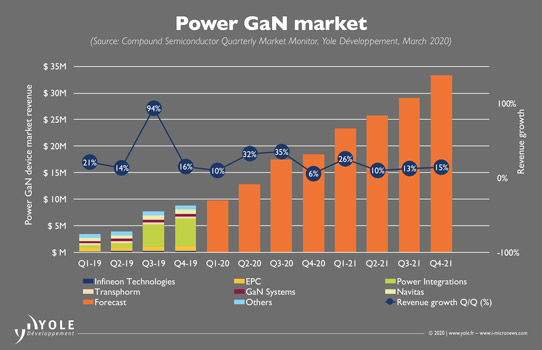 Power GaN market
(Source: Compound Semiconductor Quarterly Market Monitor, Yole Développement, March 2020)
Power GaN device market revenue
$ 35M
$ 30M
$ 25M
$ 20M
$ 15M
$ 10M
$ 5M
$ M
21%
14%
94%
16%
10%
32%
35%
6%
26%
10%
13%
15%
100%
0%
-100%
Revenue growth
Q1-19 Q2-19 Q3-19 Q4-19 Q1-20 Q2-20 Q3-20 Q4-20 Q1-21 Q2-21 Q3-21 Q4-21
Infineon Technologies EPC Power Integrations
Transphorm GaN Systems Navitas
Forecast Others Revenue growth Q/Q (%)
YOLE
Développement
© 2020 | www.yole.fr – www.i-micronews.com